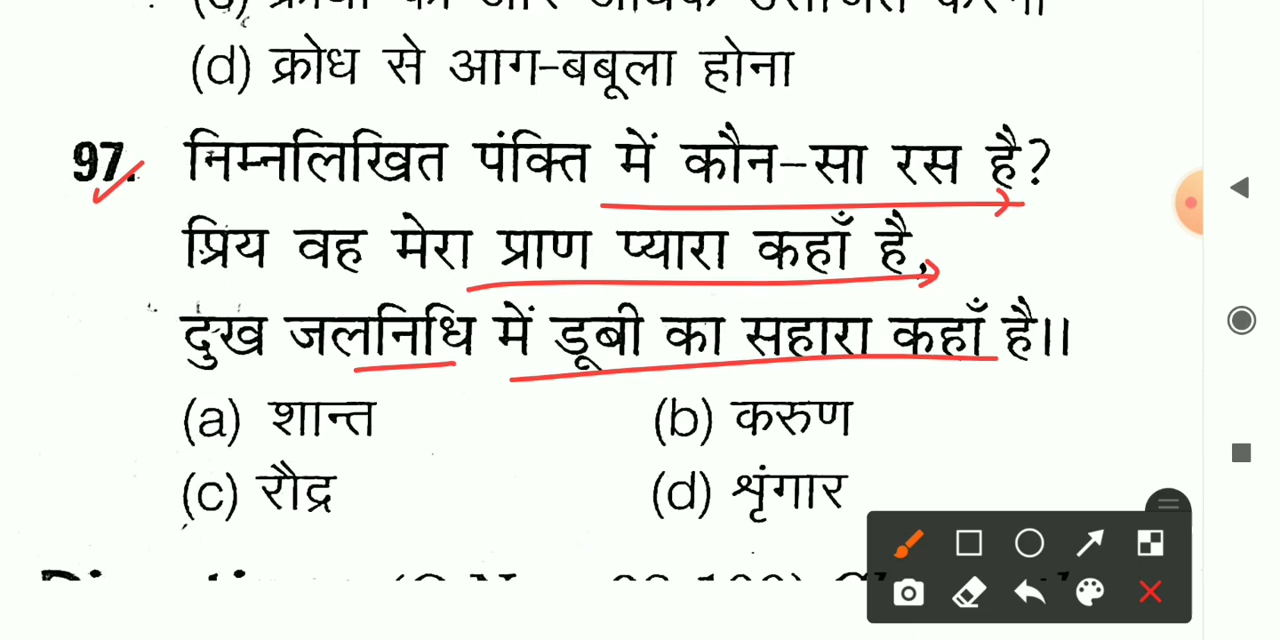 (d) क्रोध से आग-बबूला होना
97. निम्नलिखित पंक्ति में कौन-सा रस है?
प्रिय वह मेरा प्राण प्यारा कहाँ है,
दुख जलनिधि में डूबी का सहारा कहाँ है।।
(a) शान्त (b) करुण
(c) रौद्र (d) शृंगार